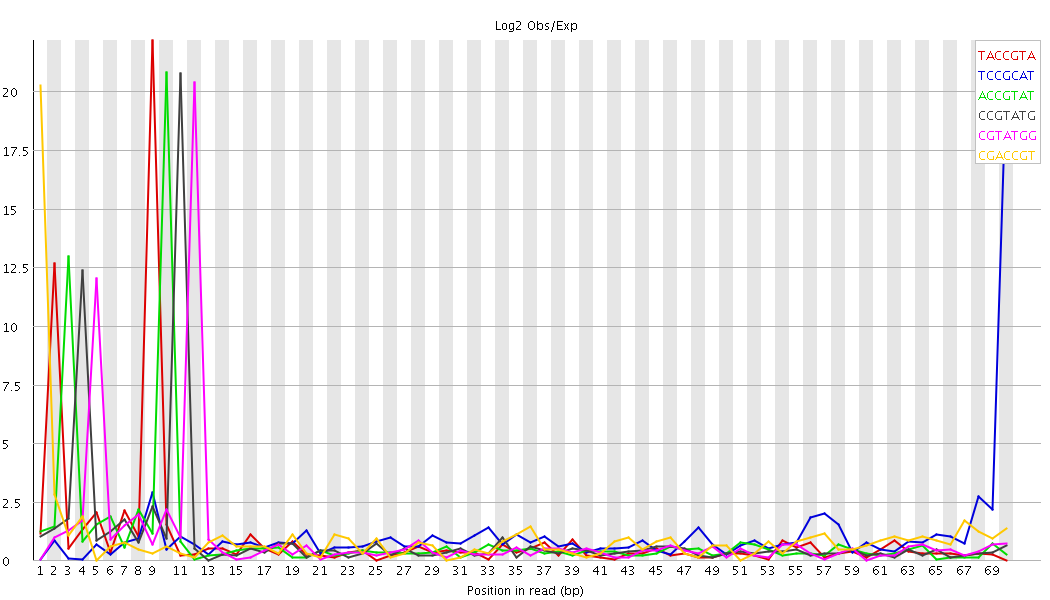 Log2 Obs/Exp
TACCGTA
TCCGCAT
ACCGTAT
CCGTATG
CGTATGG
CGACCGT
20
17.5
15
12.5
10
7.5
5
2.5
0
1 2 3 4 5 6 7 8 9 11 13 15 17 19 21 23 25 27 29 31 33 35 37 39 41 43 45 47 49 51 53 55 57 59 61 63 65 67 69
Position in read (bp)